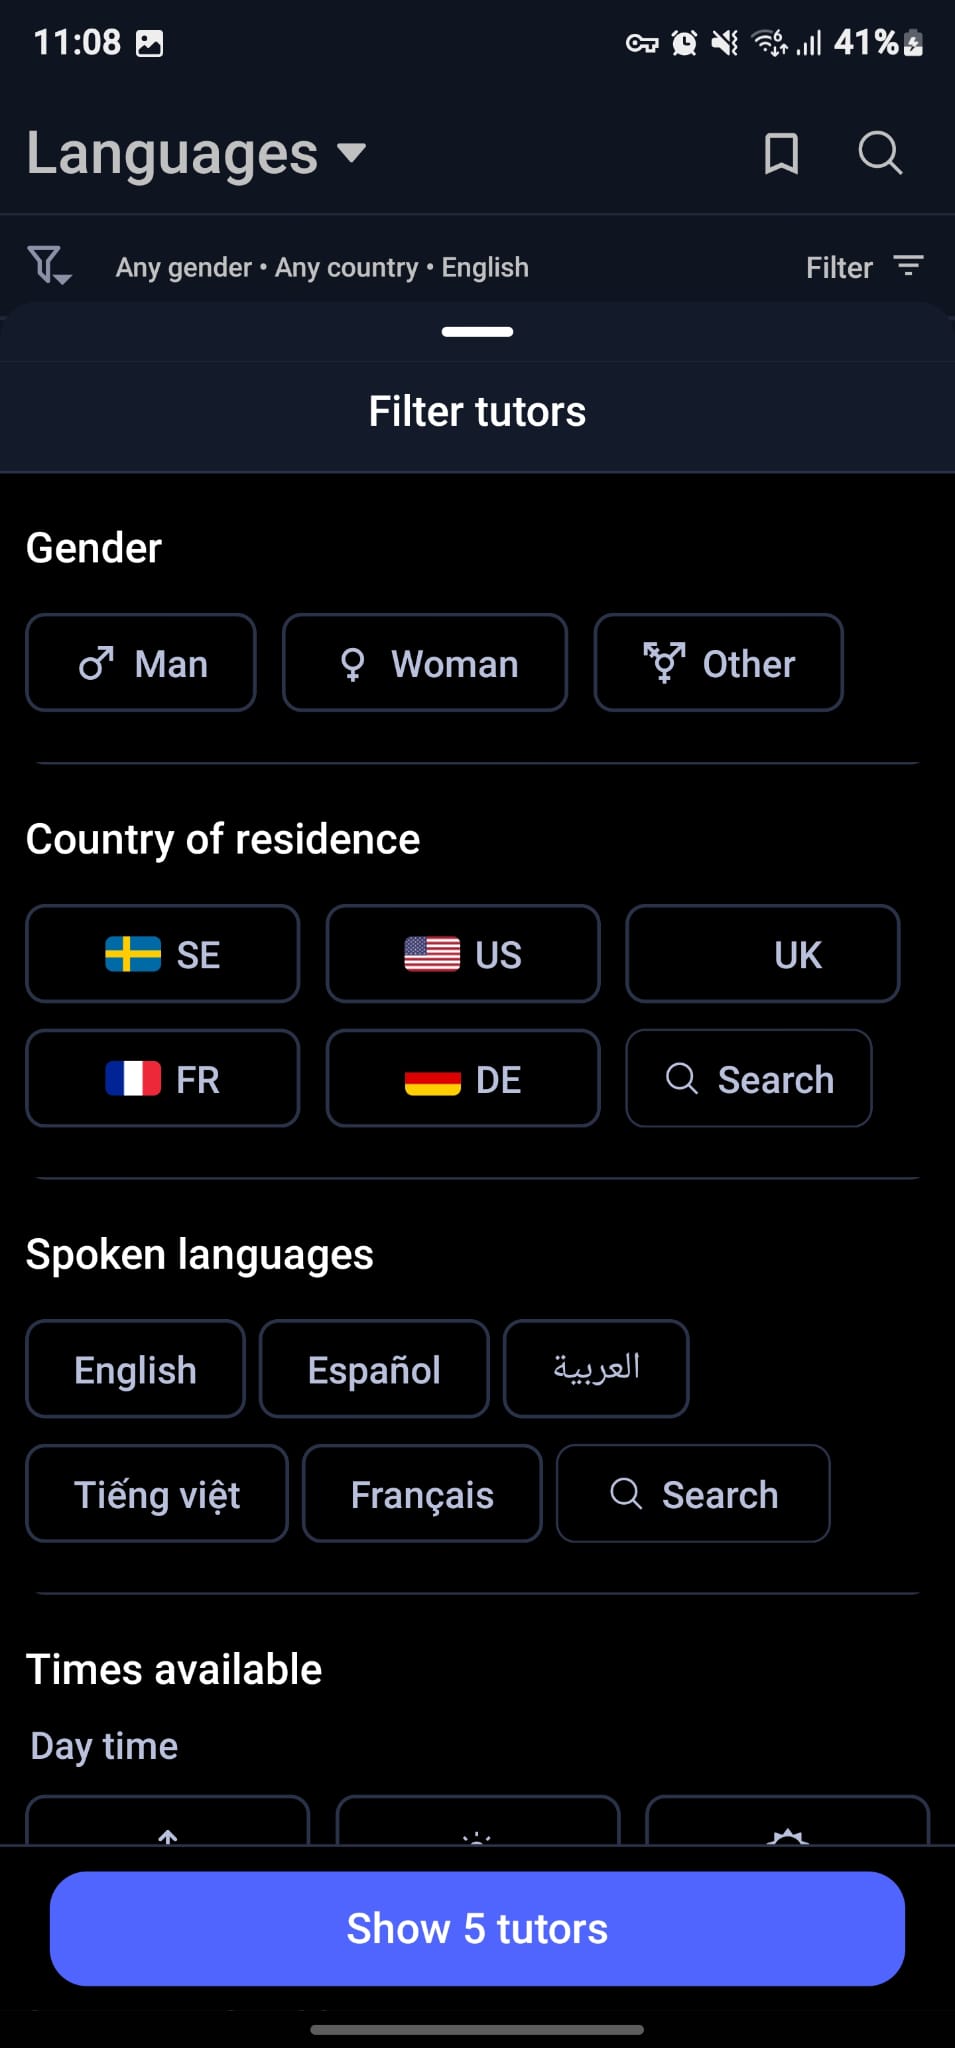 11:08
41%
Languages
Any gender • Any country • English
Filter
Filter tutors
Gender
Man
Woman
Other
Country of residence
SE
US
UK
FR
DE
Search
Spoken languages
English
Español
العربية
Tiếng việt
Français
Search
Times available
Day time
Show 5 tutors